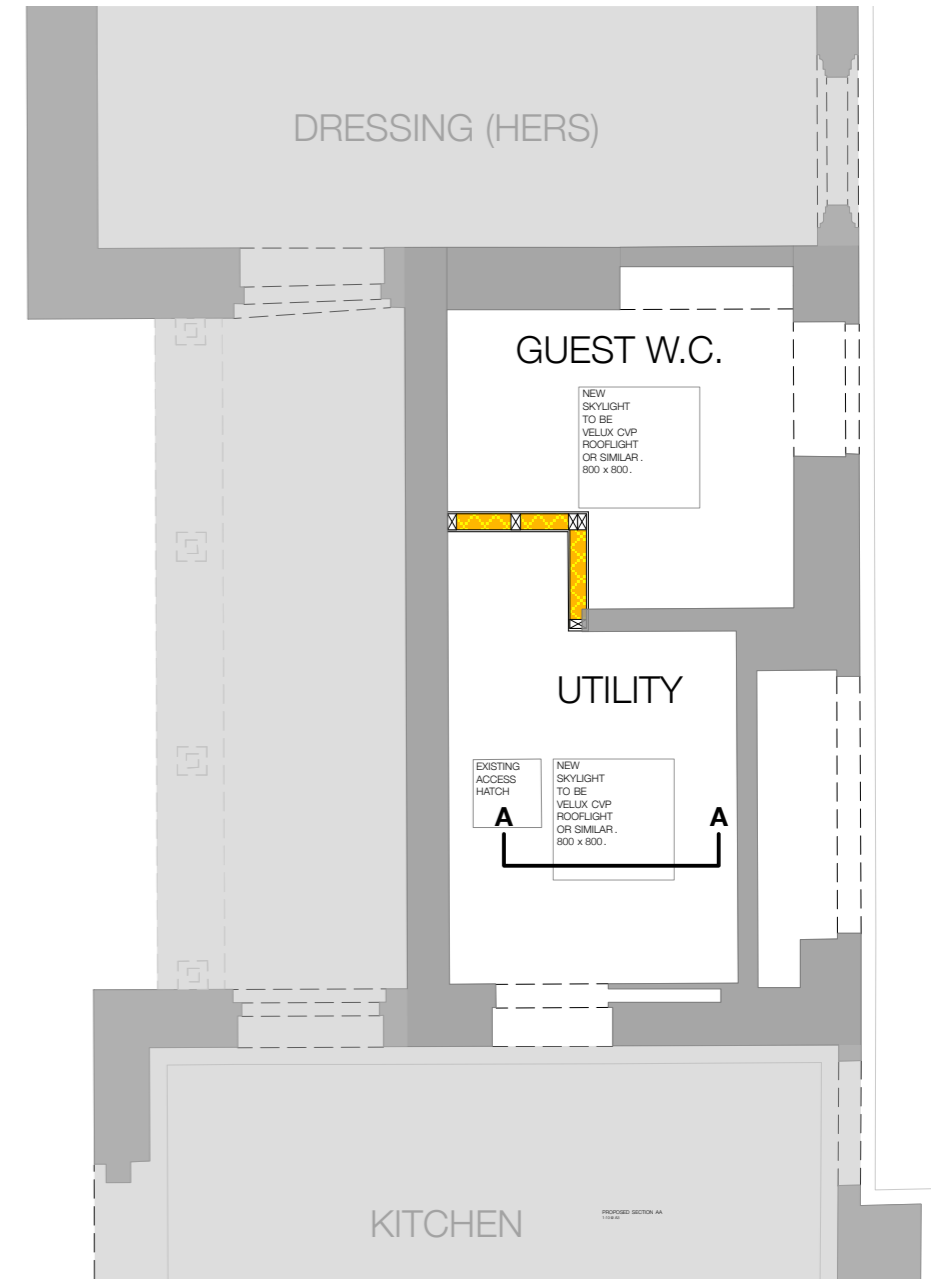 DRESSING (HERS)
GUEST W.C.
NEW
SKYLIGHT
TO BE
VELUX CVP
ROOFLIGHT
OR SIMILAR.
800 x 800.
UTILITY
EXISTING
ACCESS
HATCH
A
NEW
SKYLIGHT
TO BE
VELUX CVP
ROOFLIGHT
OR SIMILAR.
800 x 800.
A
KITCHEN
PROPOSED SECTION AA